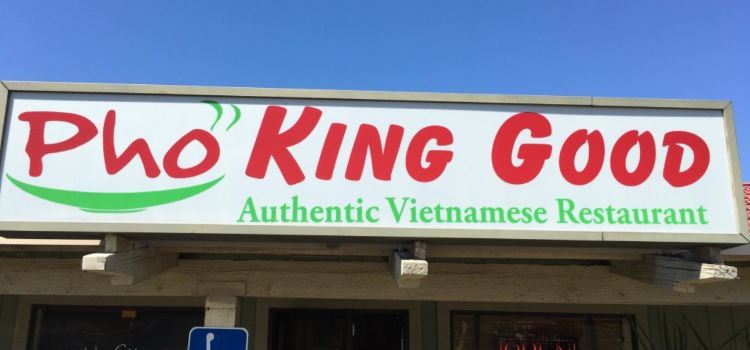 Pho KING GOOD
Authentic Vietnamese Restaurant